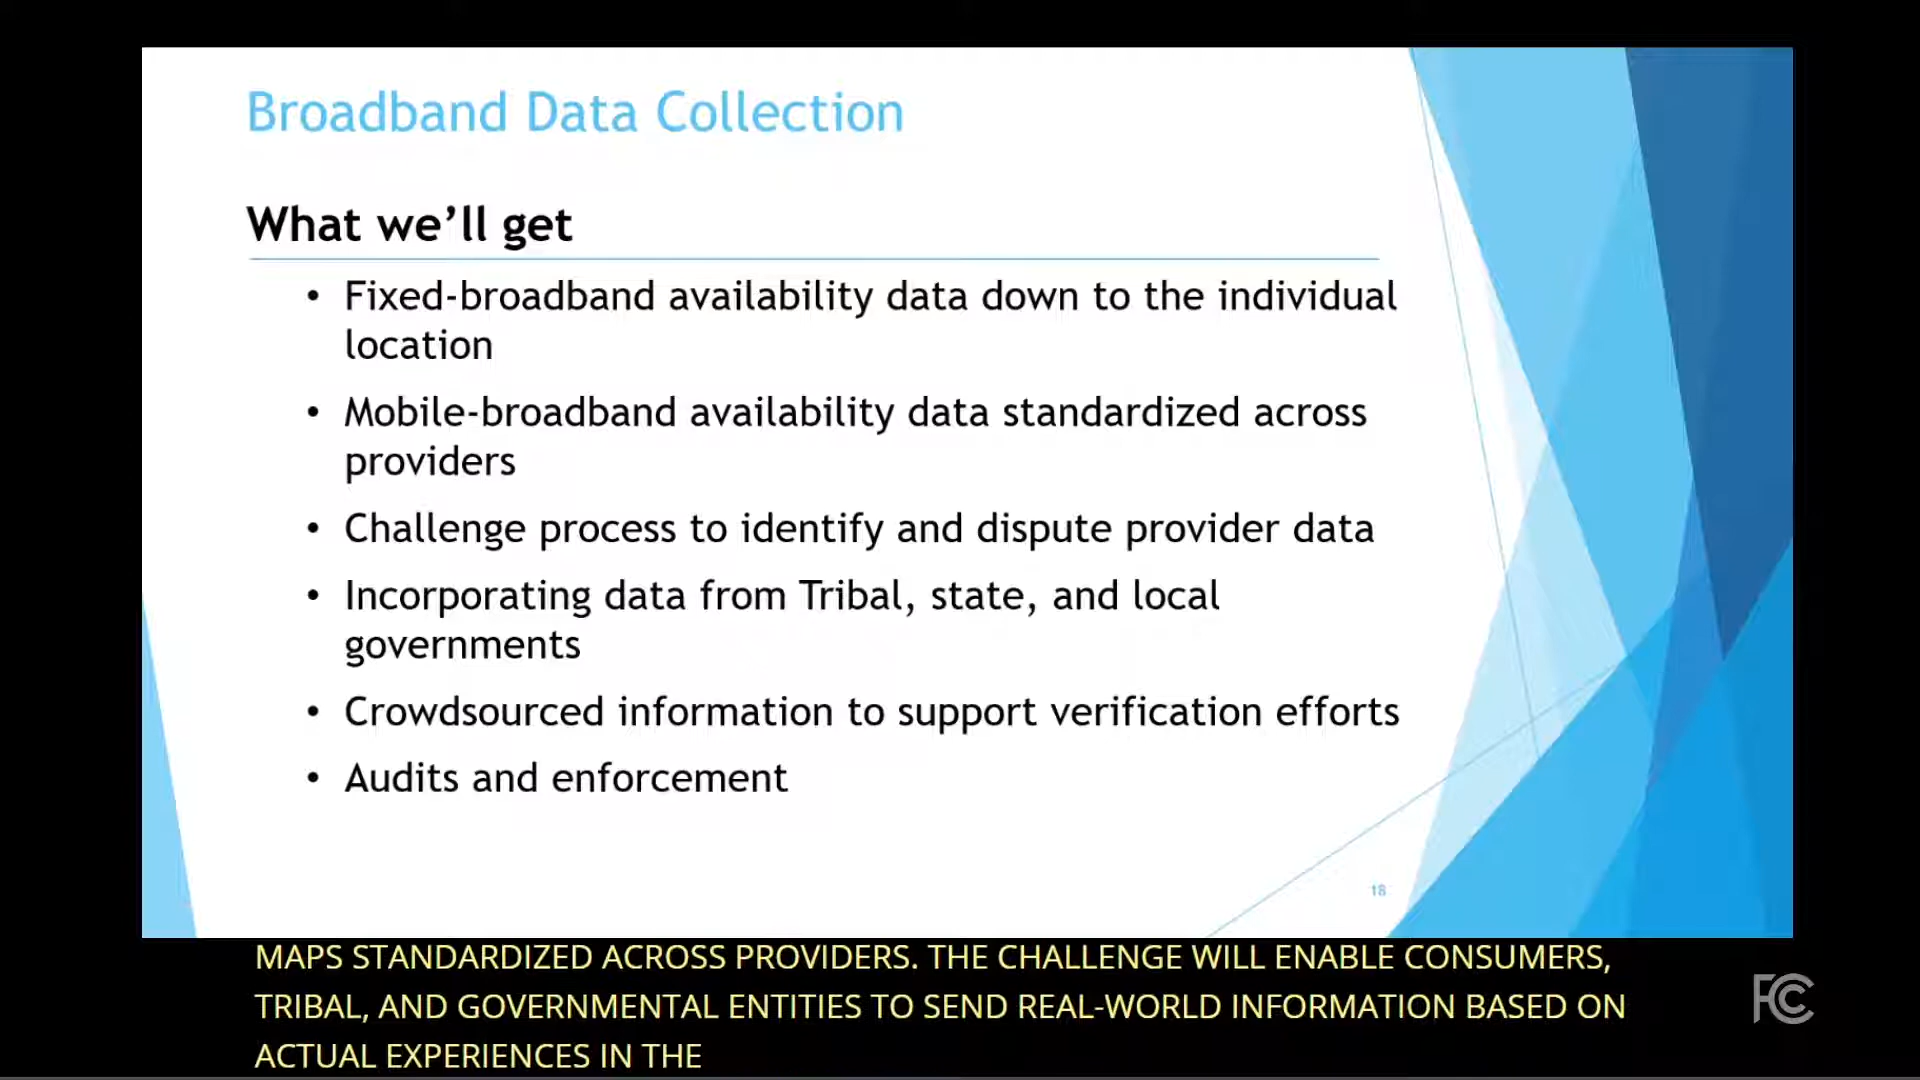 Broadband Data Collection
What we’ll get
• Fixed-broadband availability data down to the individual
location
• Mobile-broadband availability data standardized across
providers
• Challenge process to identify and dispute provider data
• Incorporating data from Tribal, state, and local
governments
• Crowdsourced information to support verification efforts
• Audits and enforcement
18
MAPS STANDARDIZED ACROSS PROVIDERS. THE CHALLENGE WILL ENABLE CONSUMERS,
TRIBAL, AND GOVERNMENTAL ENTITIES TO SEND REAL-WORLD INFORMATION BASED ON
ACTUAL EXPERIENCES IN THE
FCC